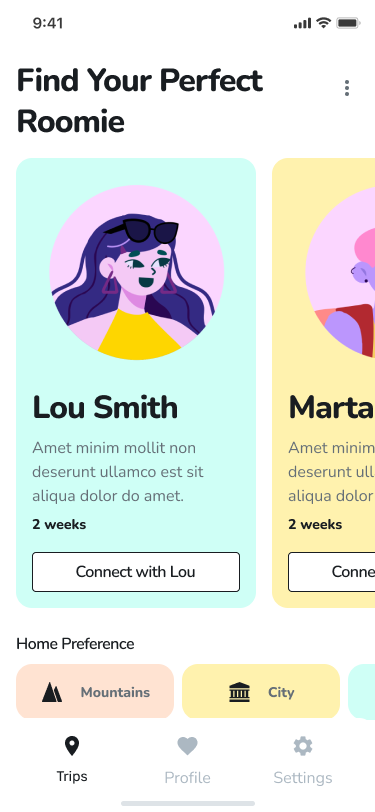 9:41
Find Your Perfect
Roomie
Lou Smith
Amet minim mollit non
deserunt ullamco est sit
aliqua dolor do amet.
2 weeks
Connect with Lou
Marta
Amet minim
deserunt ull
aliqua dolor
2 weeks
Conne
Home Preference
Mountains
City
Trips
Profile
Settings